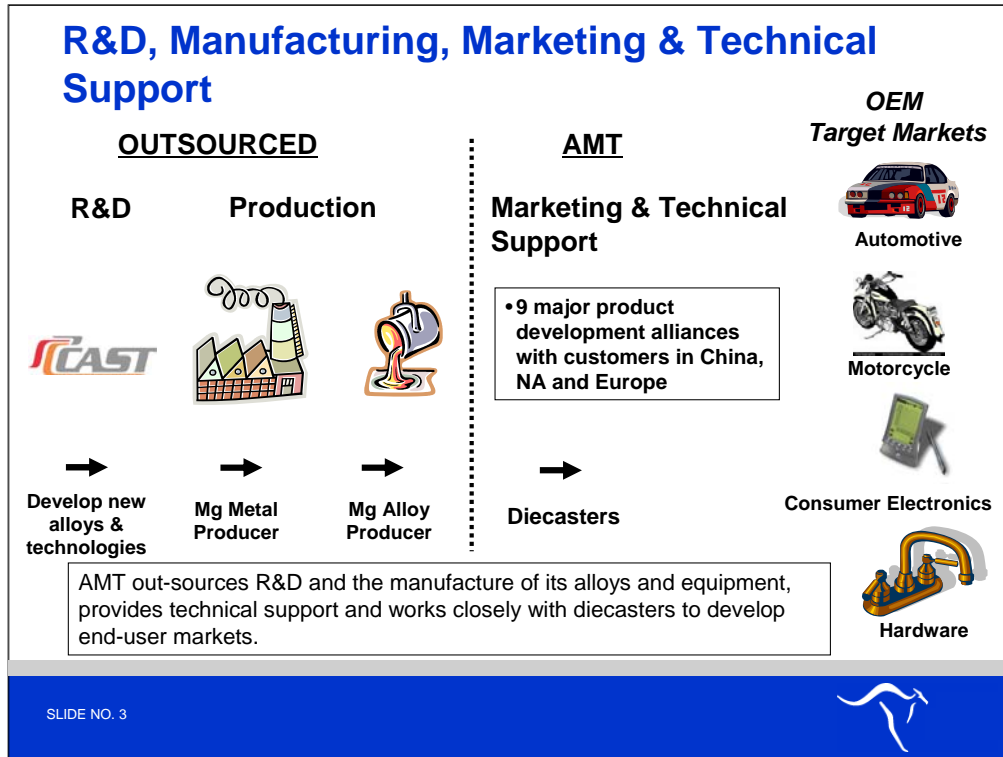 R&D, Manufacturing, Marketing & Technical
Support
OEM
Target Markets
OUTSOURCED
AMT
R&D
Production
Marketing & Technical
Support
Automotive
• 9 major product
development alliances
with customers in China,
NA and Europe
CAST
Motorcycle
Develop new
alloys &
technologies
Mg Metal
Producer
Mg Alloy
Producer
Diecasters
Consumer Electronics
AMT out-sources R&D and the manufacture of its alloys and equipment,
provides technical support and works closely with diecasters to develop
end-user markets.
Hardware
SLIDE NO. 3